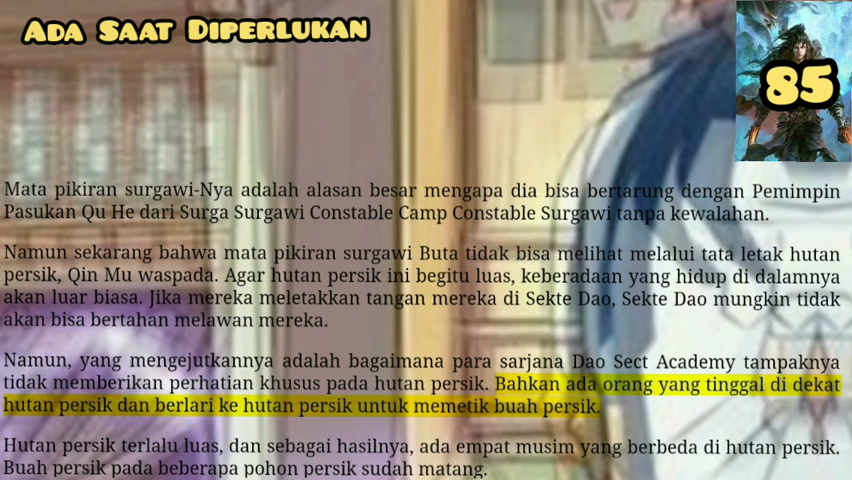 Ada Saat Diperlukan
85
Mata pikiran surgawi-Nya adalah alasan besar mengapa dia bisa bertarung dengan Pemimpin
Pasukan Qu He dari Surga Surgawi Constable Camp Constable Surgawi tanpa kewalahan.
Namun sekarang bahwa mata pikiran surgawi Buta tidak bisa melihat melalui tata letak hutan
persik, Qin Mu waspada. Agar hutan persik ini begitu luas, keberadaan yang hidup di dalamnya
akan luar biasa. Jika mereka meletakkan tangan mereka di Sekte Dao, Sekte Dao mungkin tidak
akan bisa bertahan melawan mereka.
Namun, yang mengejutkannya adalah bagaimana para sarjana Dao Sect Academy tampaknya
tidak memberikan perhatian khusus pada hutan persik. Bahkan ada orang yang tinggal di dekat
hutan persik dan berlari ke hutan persik untuk memetik buah persik.
Hutan persik terlalu luas, dan sebagai hasilnya, ada empat musim yang berbeda di hutan persik.
Buah persik pada beberapa pohon persik sudah matang.